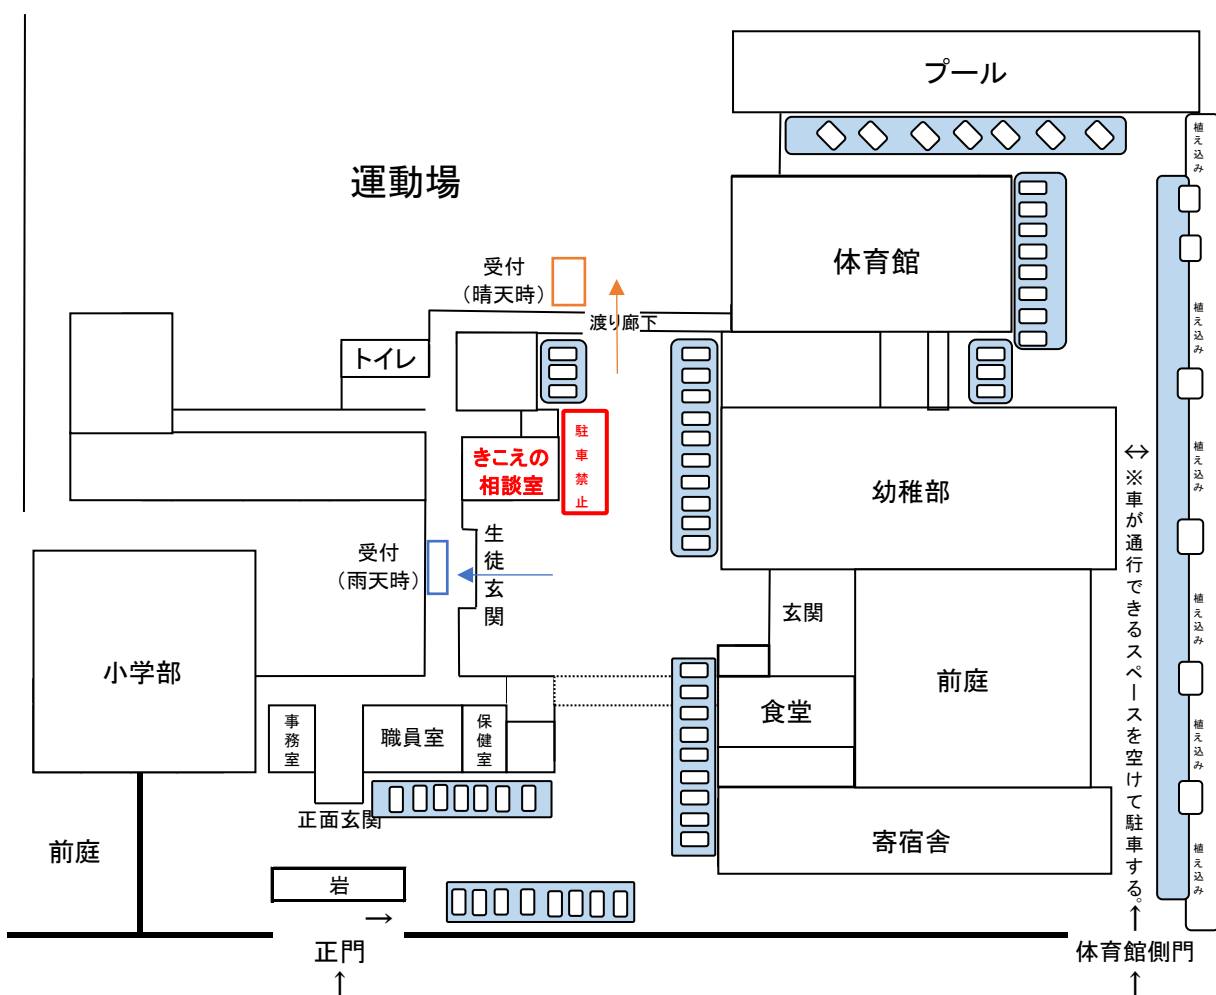 プール
植え込み
運動場
体育館
受付
（晴天時）
渡り廊下
トイレ
植え込み
駐車禁止
きこえの
相談室
幼稚部
植え込み
↔※車が通行できるスペースを空けて駐車する。
生徒玄関
受付
（雨天時）
玄関
植え込み
小学部
前庭
食堂
事務室
職員室
保健室
植え込み
正面玄関
前庭
寄宿舎
植え込み
岩
→
↑
正門
体育館側門
↑
↑